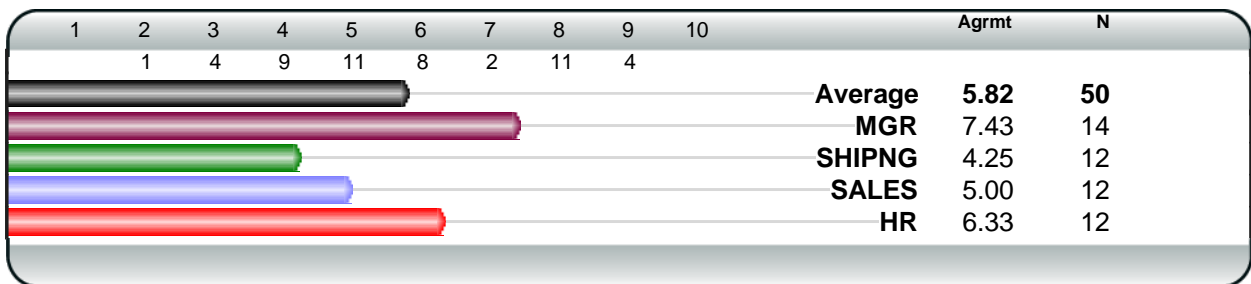 1 2 3 4 5 6 7 8 9 10 Agrmt N
1 4 9 11 8 2 11 4
Average 5.82 50
MGR 7.43 14
SHIPNG 4.25 12
SALES 5.00 12
HR 6.33 12